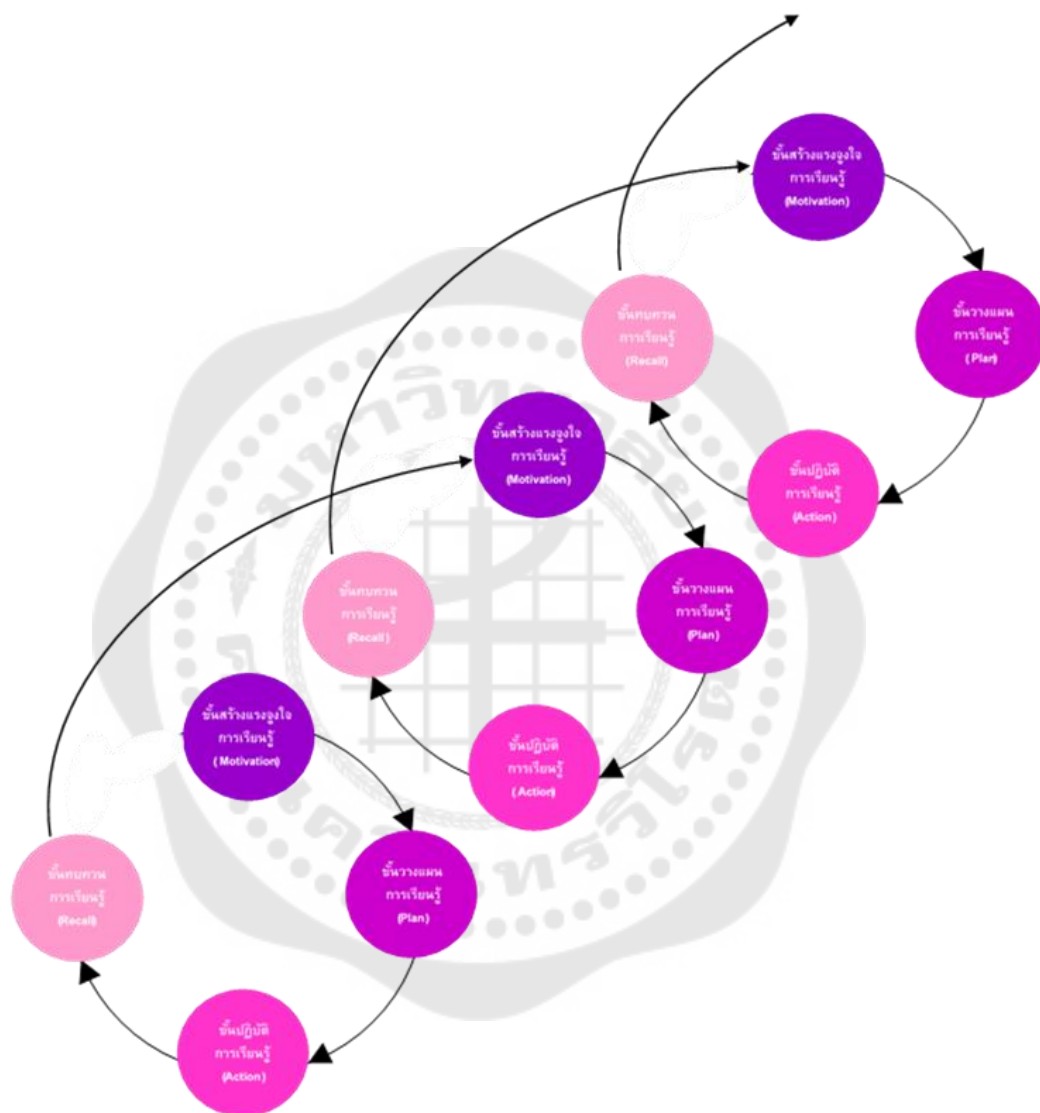 ขั้นสร้างแรงจูงใจ
การเรียนรู้
(Motivation)
ขั้นวางแผน
การเรียนรู้
( Plan)
ขั้นทบทวน
การเรียนรู้
(Recall)
ขั้นปฏิบัติ
การเรียนรู้
(Action)
ขั้นสร้างแรงจูงใจ
การเรียนรู้
(Motivation)
ขั้นวางแผน
การเรียนรู้
(Plan)
ขั้นทบทวน
การเรียนรู้
(Recall)
ขั้นปฏิบัติ
การเรียนรู้
( Action)
ขั้นสร้างแรงจูงใจ
การเรียนรู้
( Motivation)
ขั้นวางแผน
การเรียนรู้
(Plan)
ขั้นทบทวน
การเรียนรู้
(Recall)
ขั้นปฏิบัติ
การเรียนรู้
(Action)